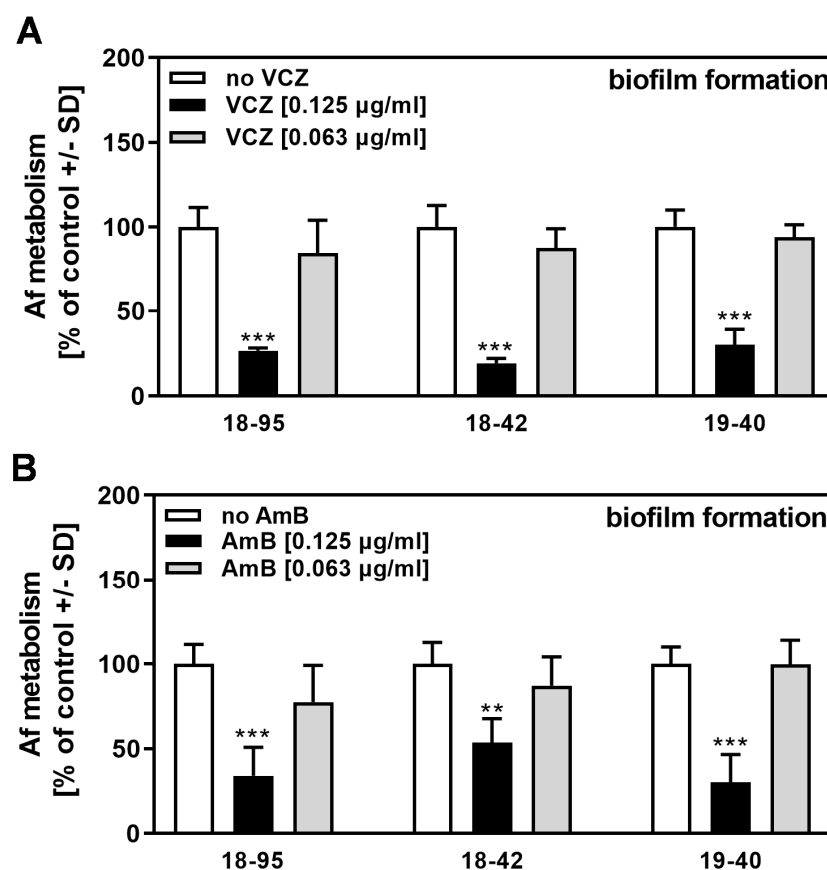 A
200
150
100
50
0
Af metabolism
[% of control +/- SD]
no VCZ
VCZ [0.125 µg/ml]
VCZ [0.063 µg/ml]
biofilm formation
***
***
***
18-95
18-42
19-40
B
200
150
100
50
0
Af metabolism
[% of control +/- SD]
no AmB
AmB [0.125 µg/ml]
AmB [0.063 µg/ml]
biofilm formation
***
**
***
18-95
18-42
19-40